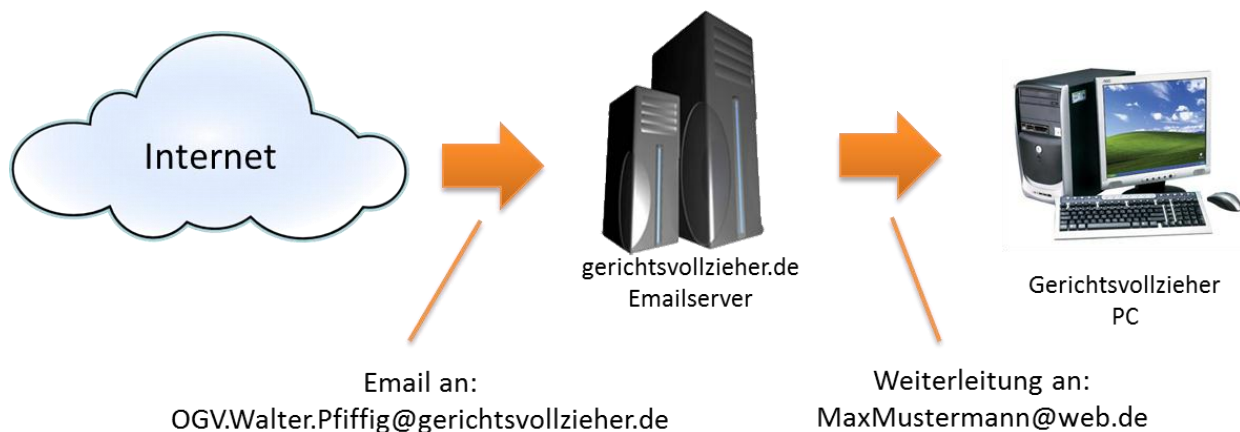 Internet
gerichtsvollzieher.de
Emailserver
Gerichtsvollzieher
PC
Email an:
OGV.Walter.Pfiffig@gerichtsvollzieher.de
Weiterleitung an:
MaxMustermann@web.de